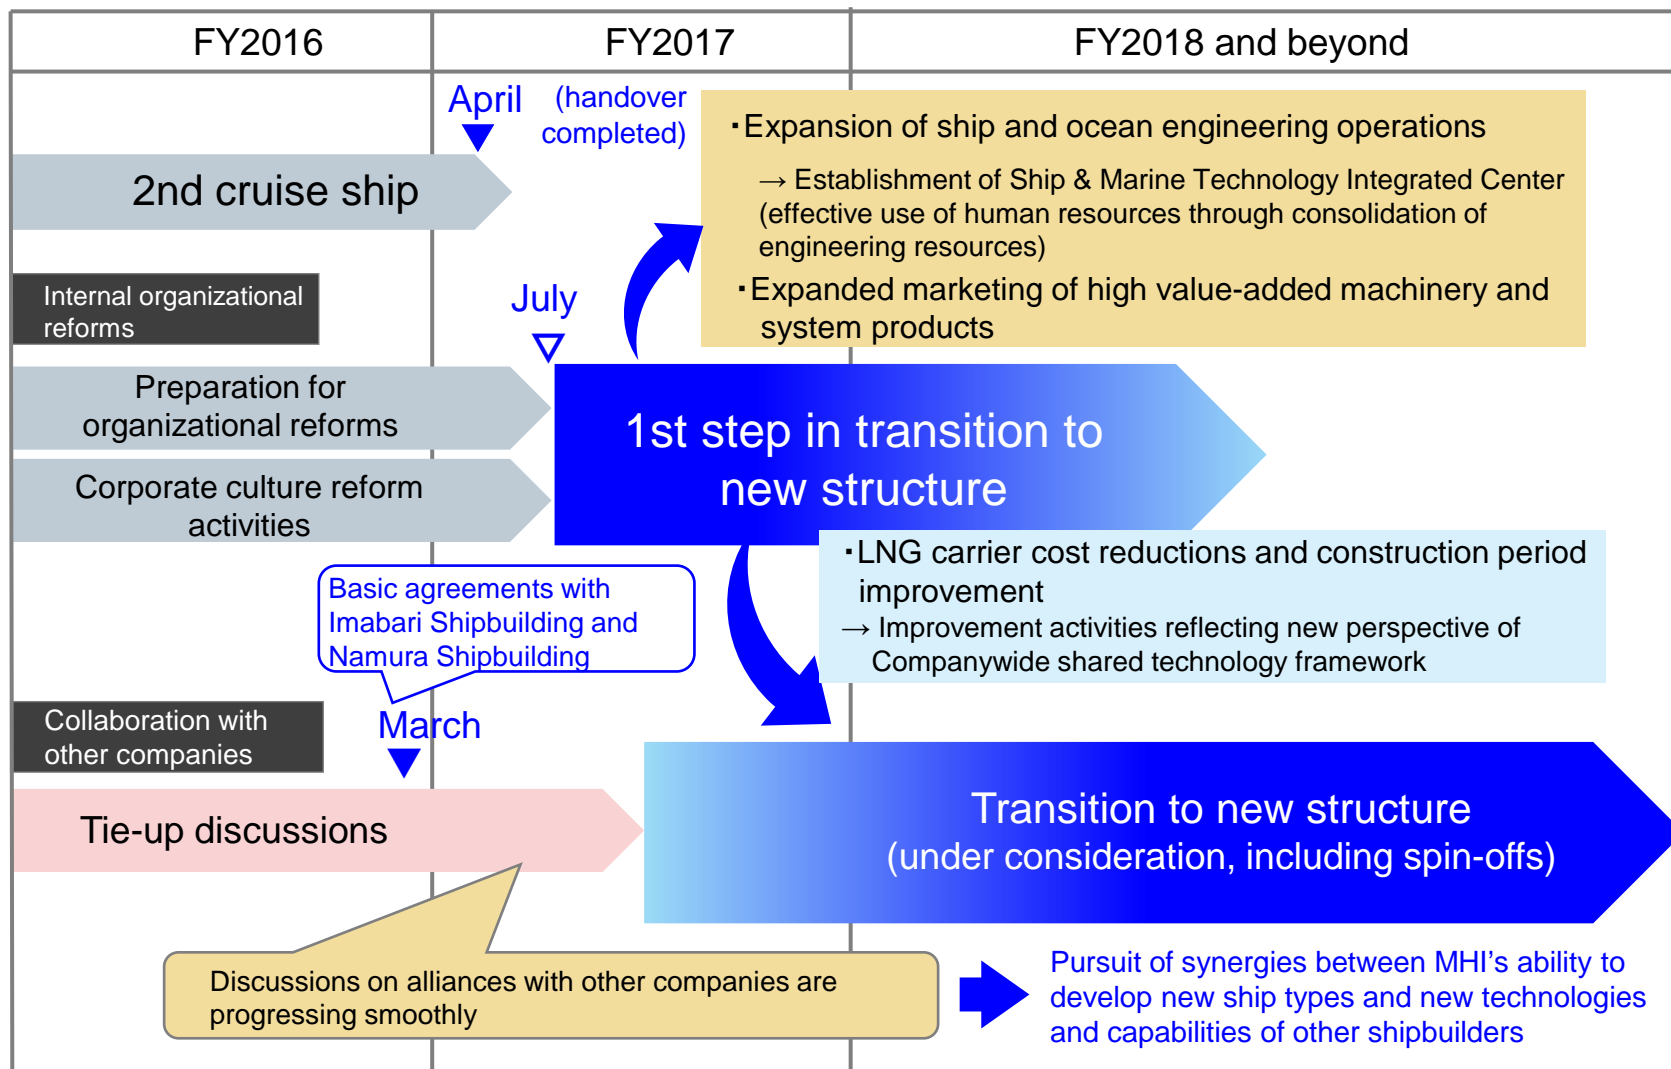 FY2016
FY2017
FY2018 and beyond
April
(handover
completed)
2nd cruise ship
・Expansion of ship and ocean engineering operations
→ Establishment of Ship & Marine Technology Integrated Center
(effective use of human resources through consolidation of
engineering resources)
・Expanded marketing of high value-added machinery and
system products
Internal organizational
reforms
July
Preparation for
organizational reforms
Corporate culture reform
activities
1st step in transition to
new structure
・LNG carrier cost reductions and construction period
improvement
→ Improvement activities reflecting new perspective of
Companywide shared technology framework
Basic agreements with
Imabari Shipbuilding and
Namura Shipbuilding
Collaboration with
other companies
March
Tie-up discussions
Transition to new structure
(under consideration, including spin-offs)
Discussions on alliances with other companies are
progressing smoothly
Pursuit of synergies between MHI's ability to
develop new ship types and new technologies
and capabilities of other shipbuilders